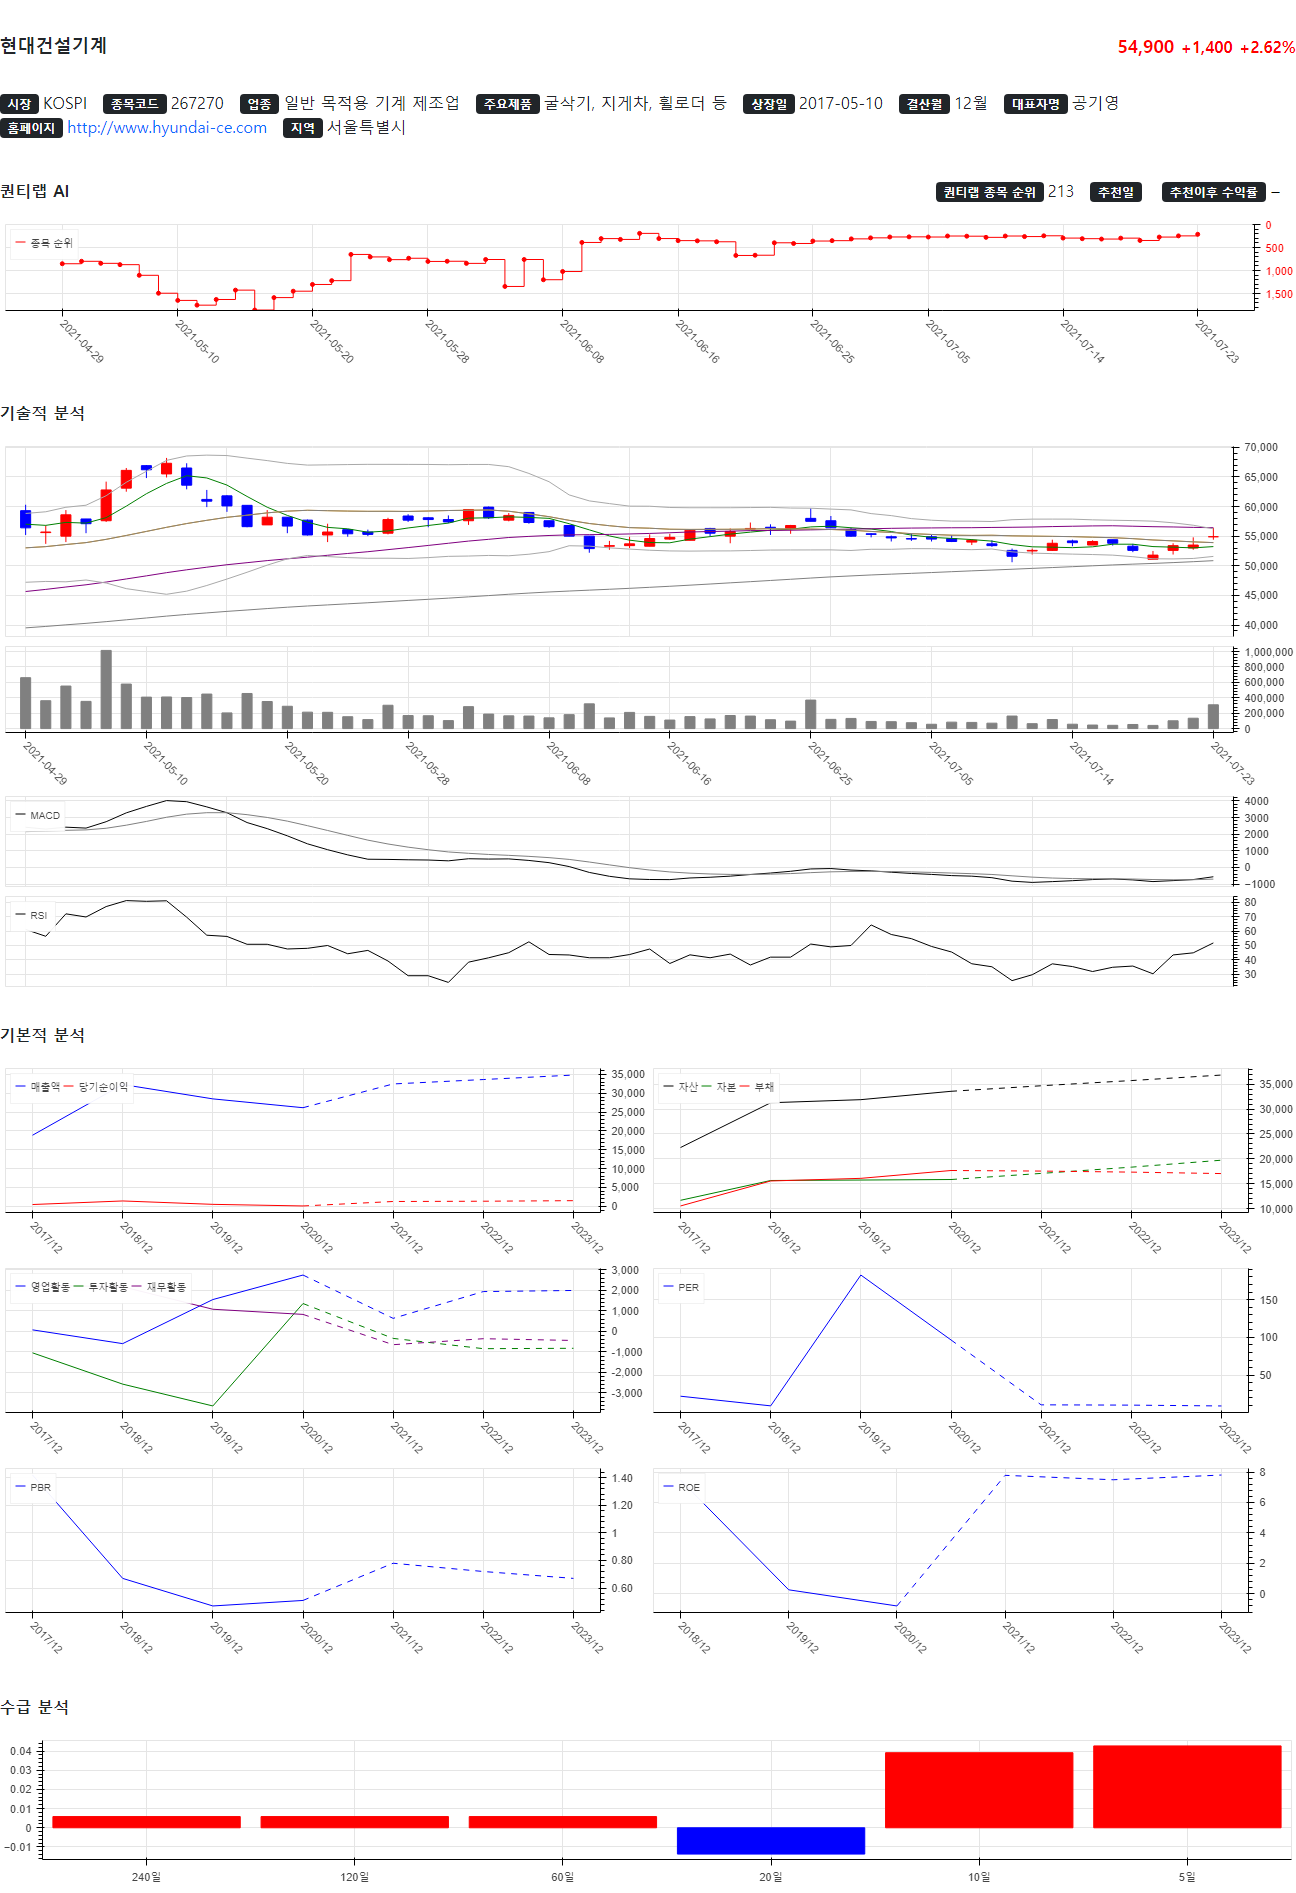 현대건설기계
54,900 +1,400 +2.62%
시장 KOSPI 종목코드 267270 업종 일반 목적용 기계 제조업 주요제품 굴삭기, 지게차, 휠로더 등 상장일 2017-05-10 결산월 12월 대표자명 공기영
홈페이지 http://www.hyundai-ce.com 지역 서울특별시
퀀티랩 AI
퀀티랩 종목 순위 213 추천일 추천이후 수익률 –
종목 순위
0
500
1,000
1,500
2021-04-29 2021-05-10 2021-05-20 2021-05-28 2021-06-08 2021-06-16 2021-06-25 2021-07-05 2021-07-14 2021-07-23
기술적 분석
70,000
65,000
60,000
55,000
50,000
45,000
40,000
1,000,000
800,000
600,000
400,000
200,000
0
2021-04-29 2021-05-10 2021-05-20 2021-05-28 2021-06-08 2021-06-16 2021-06-25 2021-07-05 2021-07-14 2021-07-23
MACD
4000
3000
2000
1000
0
−1000
RSI
80
70
60
50
40
30
기본적 분석
매출액 당기순이익
35,000
30,000
25,000
20,000
15,000
10,000
5,000
0
2017/12 2018/12 2019/12 2020/12 2021/12 2022/12 2023/12
자산 자본 부채
35,000
30,000
25,000
20,000
15,000
10,000
2017/12 2018/12 2019/12 2020/12 2021/12 2022/12 2023/12
영업활동 투자활동 재무활동
3,000
2,000
1,000
0
-1,000
-2,000
-3,000
2017/12 2018/12 2019/12 2020/12 2021/12 2022/12 2023/12
PER
150
100
50
2017/12 2018/12 2019/12 2020/12 2021/12 2022/12 2023/12
PBR
1.40
1.20
1
0.80
0.60
2017/12 2018/12 2019/12 2020/12 2021/12 2022/12 2023/12
ROE
8
6
4
2
0
2018/12 2019/12 2020/12 2021/12 2022/12 2023/12
수급 분석
0.04
0.03
0.02
0.01
0
−0.01
240일 120일 60일 20일 10일 5일